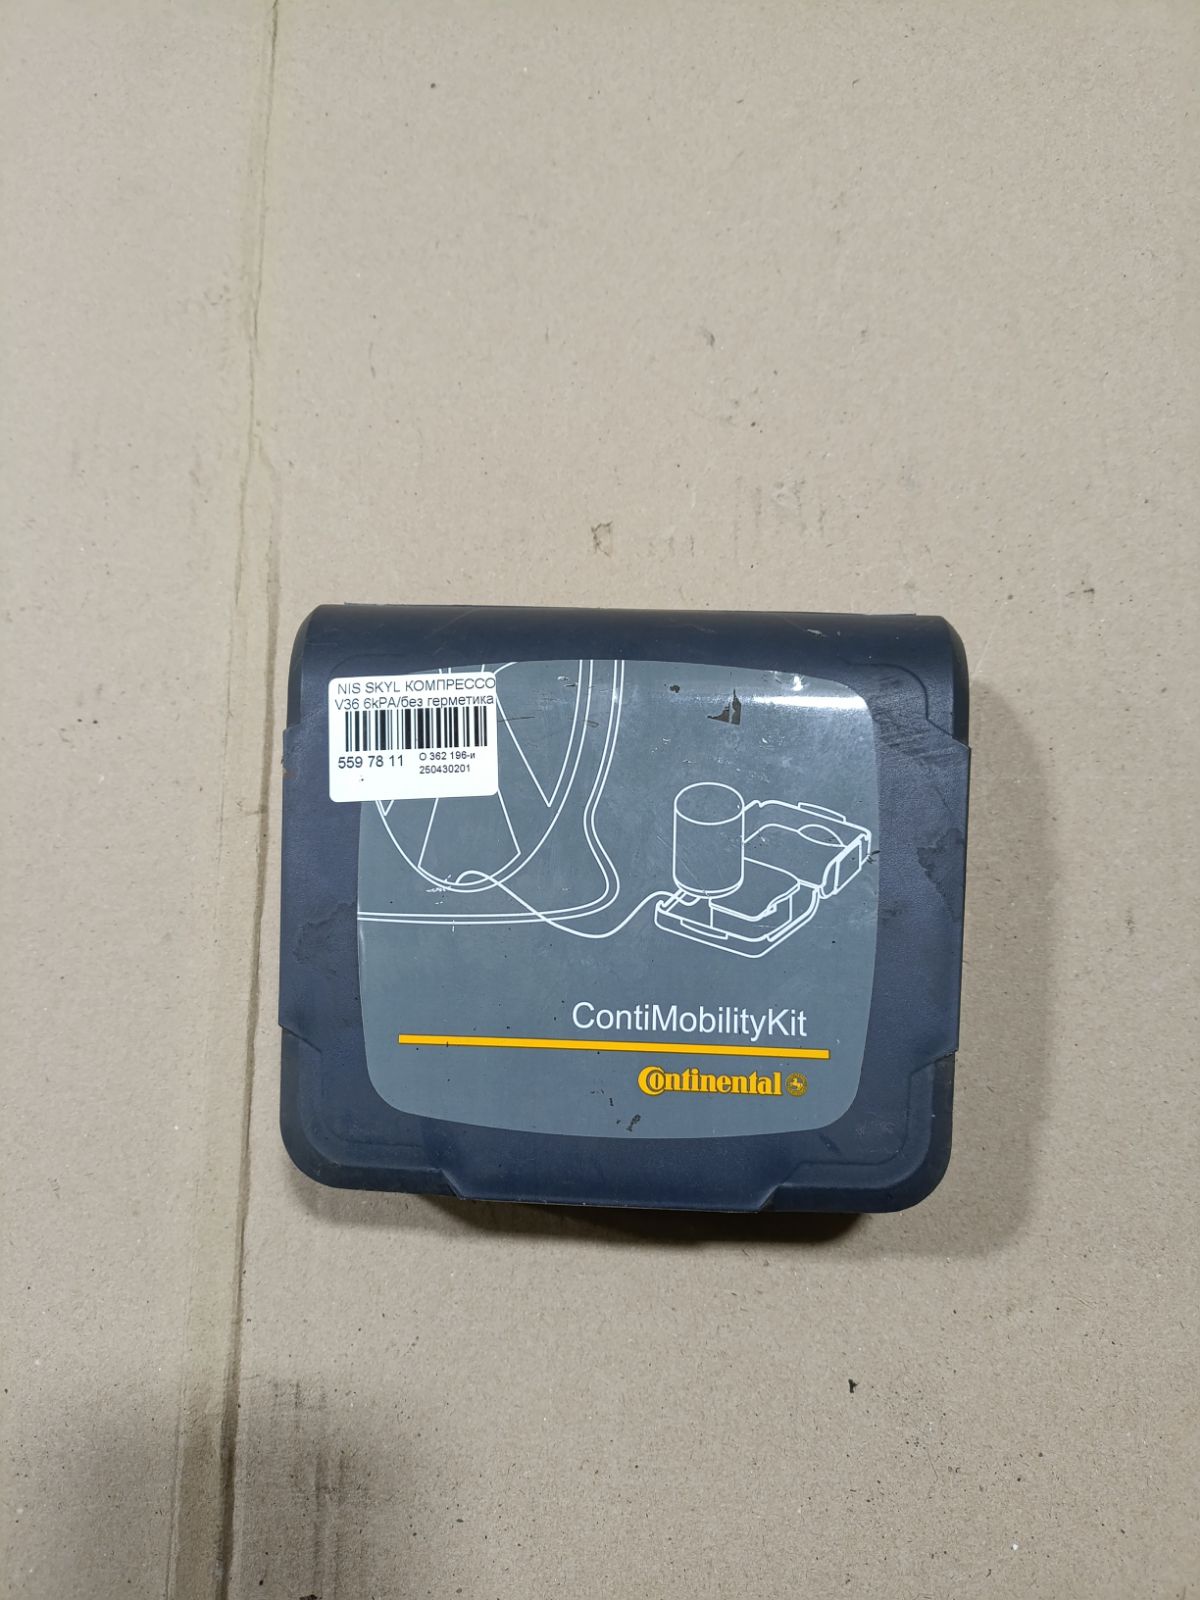 NIS SKYL КОМПРЕССО
V36 6kPA/без герметика
559 78 11
О 362 196-и
250430201
ContiMobilityKit
Continental